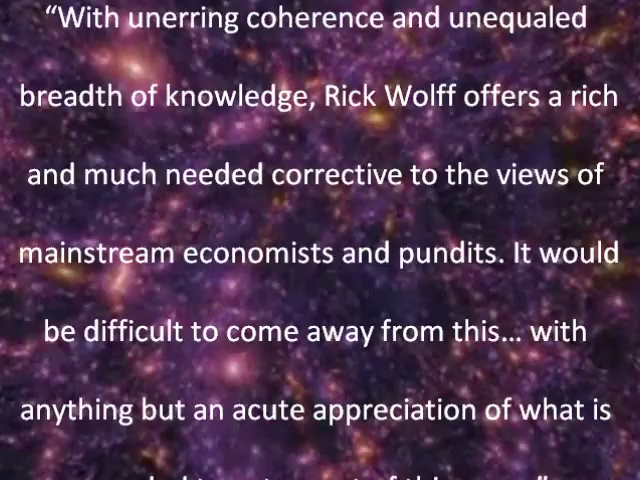 “With unerring coherence and unequaled
breadth of knowledge, Rick Wolff offers a rich
and much needed corrective to the views of
mainstream economists and pundits. It would
be difficult to come away from this… with
anything but an acute appreciation of what is